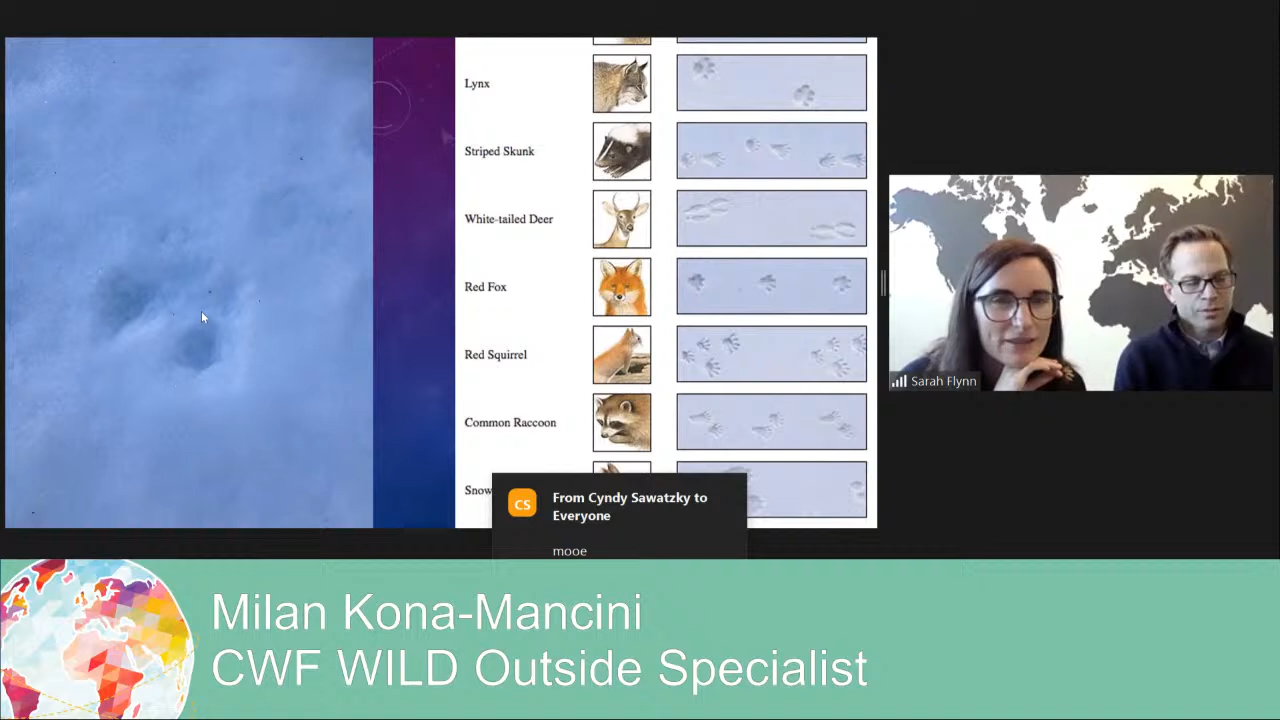 Lynx
Striped Skunk
White-tailed Deer
Red Fox
Red Squirrel
Common Raccoon
Snow
CS
From Cyndy Sawatzky to
Everyone
mooe
Sarah Flynn
Milan Kona-Mancini
CWF WILD Outside Specialist